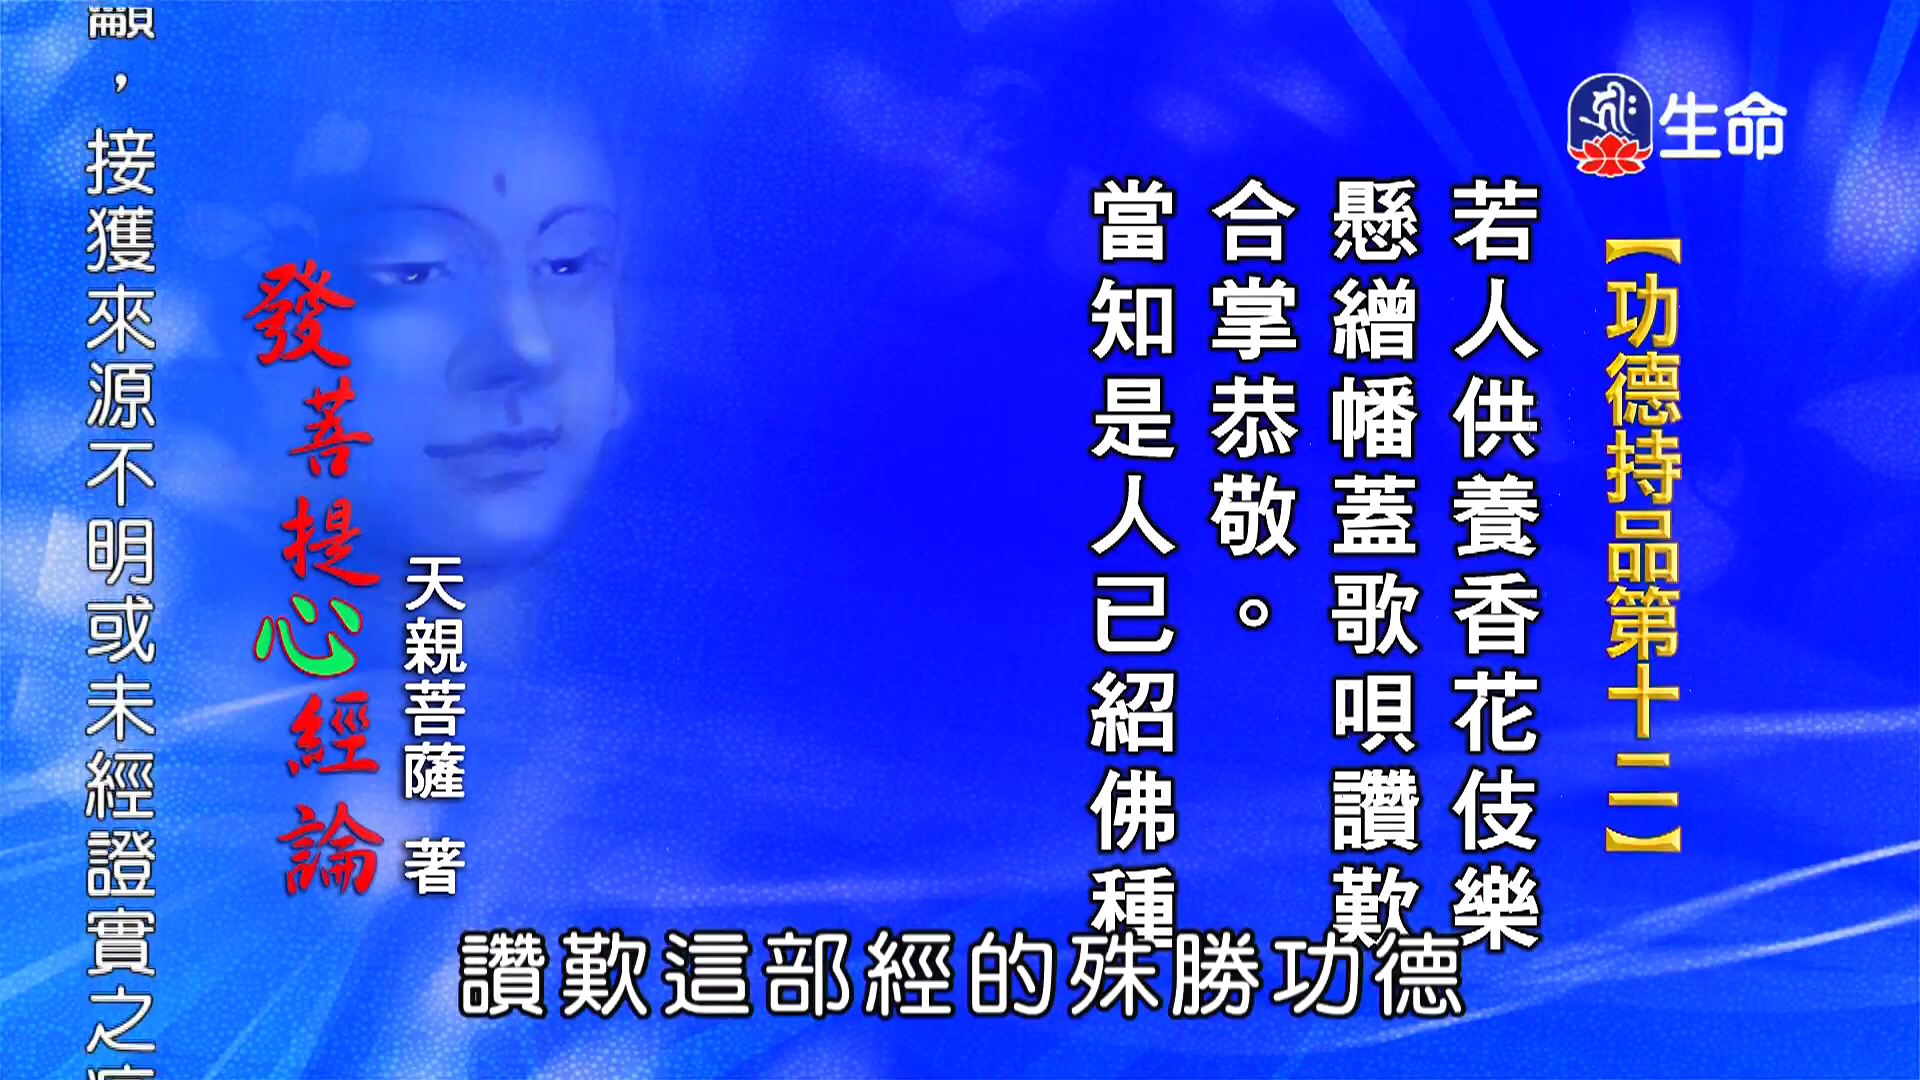 生命
【功德持品第十二】
若人供養香花伎樂
懸繒幡蓋歌唄讚歎
合掌恭敬。
當知是人已紹佛種
天親菩薩 著
發菩提心經論
，接獲來源不明或未經證實之
讚歎這部經的殊勝功德